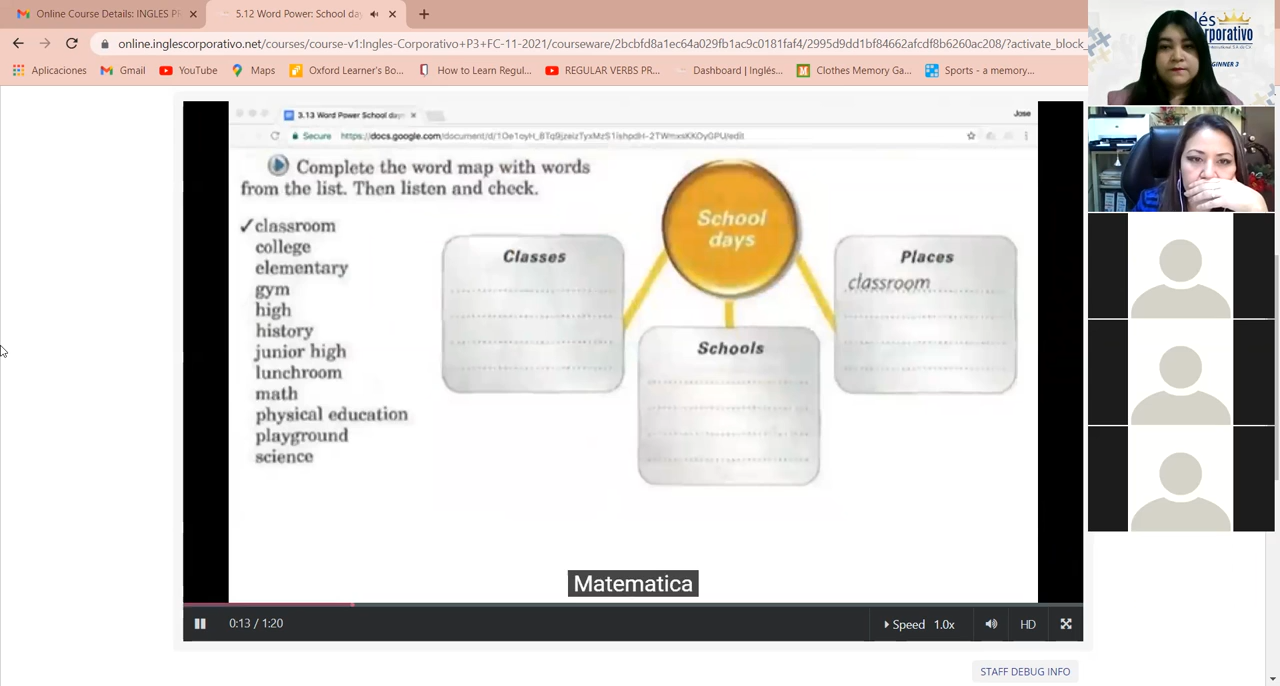 Online Course Details: INGLES PR
5.12 Word Power: School da
online.inglescorporativo.net/courses/course-v1:Ingles-Corporativo+P3+FC-11-2021/courseware/2bcbfd8a1ec64a029fb1ac9c0181faf4/2995d9dd1bf84662afcdf8b6260ac208/?activate_block_
Aplicaciones
Gmail
YouTube
Maps
Oxford Learner's Bo...
How to Learn Regul...
REGULAR VERBS PR...
Dashboard | Inglés...
Clothes Memory Ga...
Sports - a memory...
glés
Corporativo
GINNER 3
3.13 Word Power School day
Jose
Secure
Complete the word map with words
from the list. Then listen and check.
✓classroom
college
elementary
gym
high
history
junior high
lunchroom
math
physical education
playground
science
School
days
Classes
Places
classroom
Schools
Matematica
0:13 / 1:20
Speed 1.0x
HD
STAFF DEBUG INFO